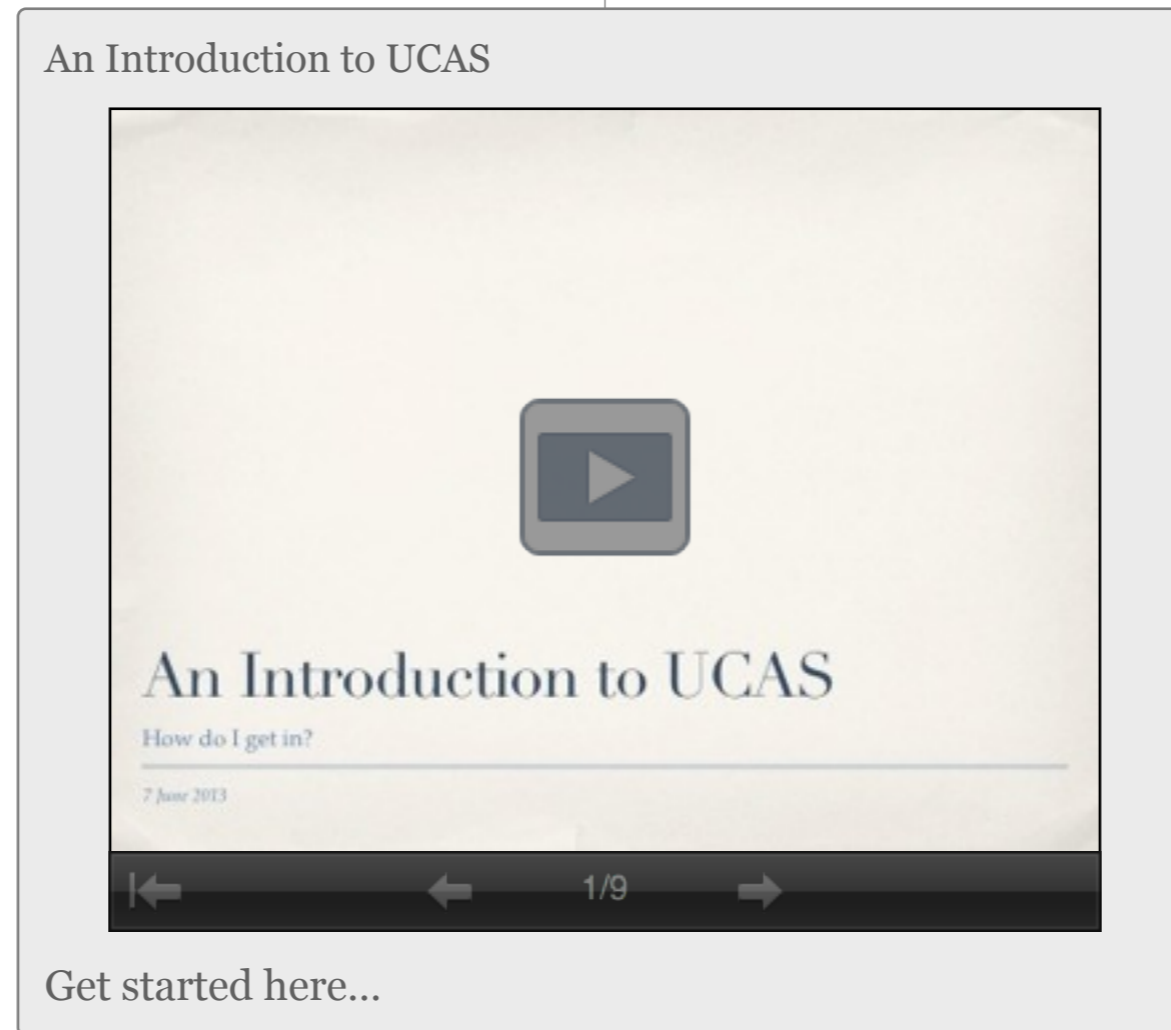 An Introduction to UCAS
An Introduction to UCAS
How do I get in?
7 June 2013
1/9
Get started here...